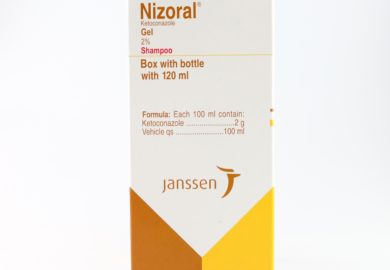 Nizoral®
Ketoconazole
Gel
2%
Shampoo
Box with bottle
with 120 ml
Formula: Each 100 ml contain:
Ketoconazole ....................2 g
Vehicle qs .....................100 ml
janssen